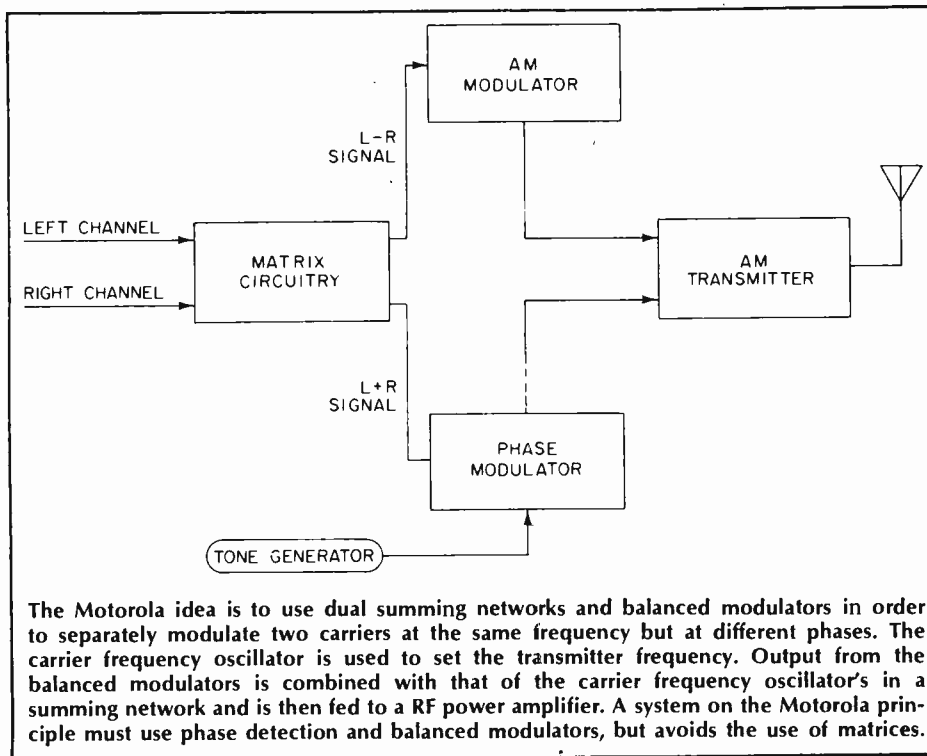 AM
MODULATOR
L-R
SIGNAL
LEFT CHANNEL
MATRIX
CIRCUITRY
RIGHT CHANNEL
AM
TRANSMITTER
L+R
SIGNAL
PHASE
MODULATOR
TONE GENERATOR
The Motorola idea is to use dual summing networks and balanced modulators in order
to separately modulate two carriers at the same frequency but at different phases. The
carrier frequency oscillator is used to set the transmitter frequency. Output from the
balanced modulators is combined with that of the carrier frequency oscillator's in a
summing network and is then fed to a RF power amplifier. A system on the Motorola prin-
ciple must use phase detection and balanced modulators, but avoids the use of matrices.